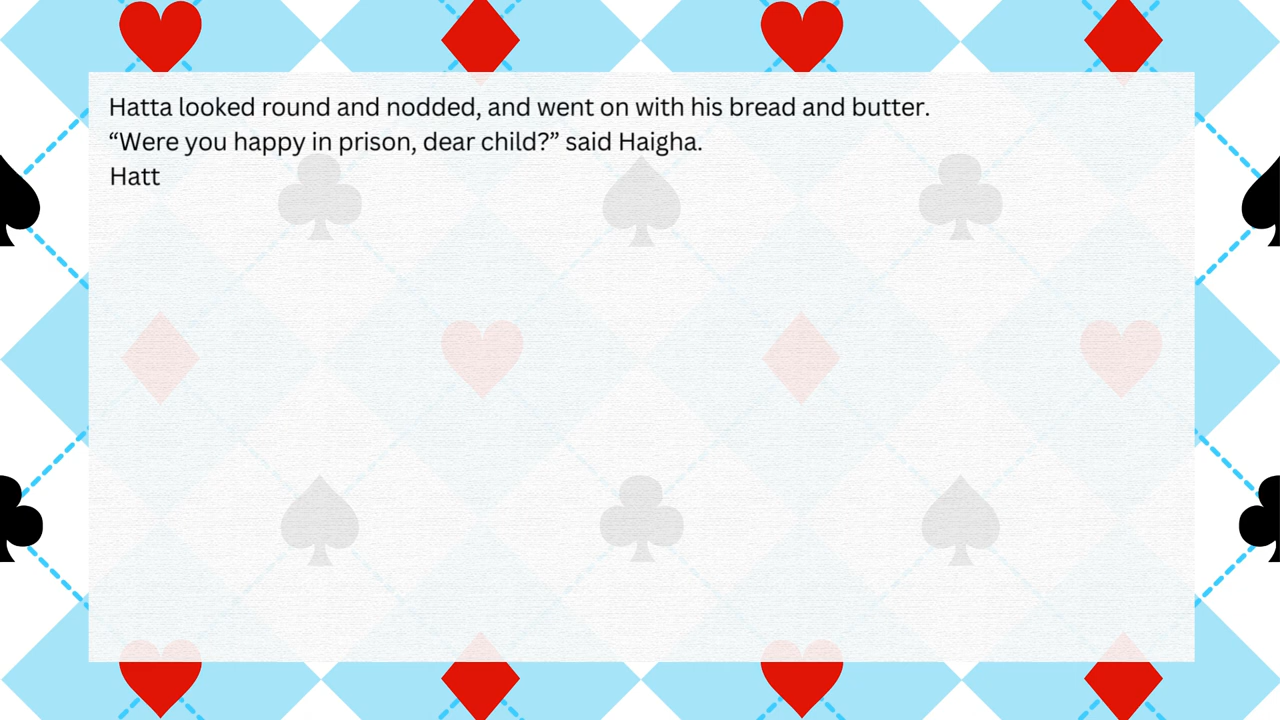 Hatta looked round and nodded, and went on with his bread and butter.
“Were you happy in prison, dear child?” said Haigha.
Hatt